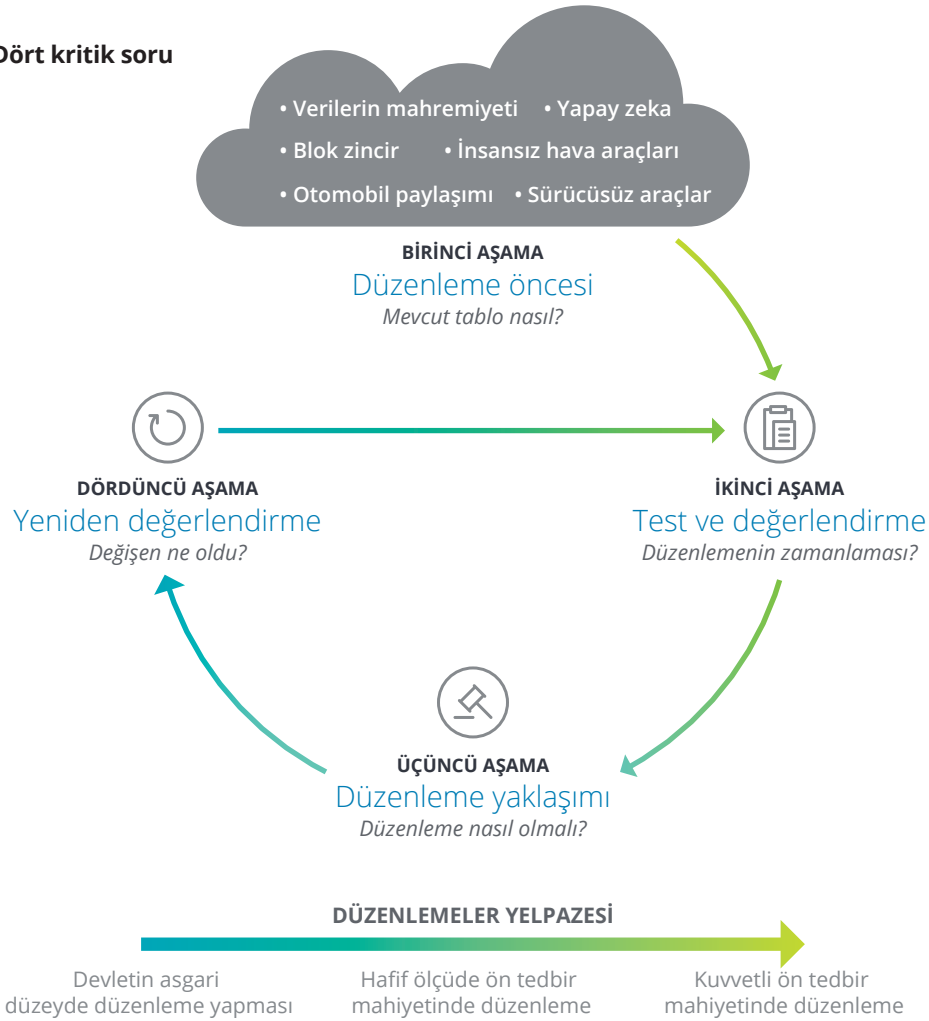 Dört kritik soru
• Verilerin mahremiyeti • Yapay zeka
• Blok zincir • İnsansız hava araçları
• Otomobil paylaşımı • Sürücüsüz araçlar
BİRİNCİ AŞAMA
Düzenleme öncesi
Mevcut tablo nasıl?
DÖRDÜNCÜ AŞAMA
Yeniden değerlendirme
Değişen ne oldu?
İKİNCİ AŞAMA
Test ve değerlendirme
Düzenlemenin zamanlaması?
ÜÇÜNCÜ AŞAMA
Düzenleme yaklaşımı
Düzenleme nasıl olmalı?
DÜZENLEMELER YELPAZESİ
Devletin asgari
düzeyde düzenleme yapması
Hafif ölçüde ön tedbir
mahiyetinde düzenleme
Kuvvetli ön tedbir
mahiyetinde düzenleme